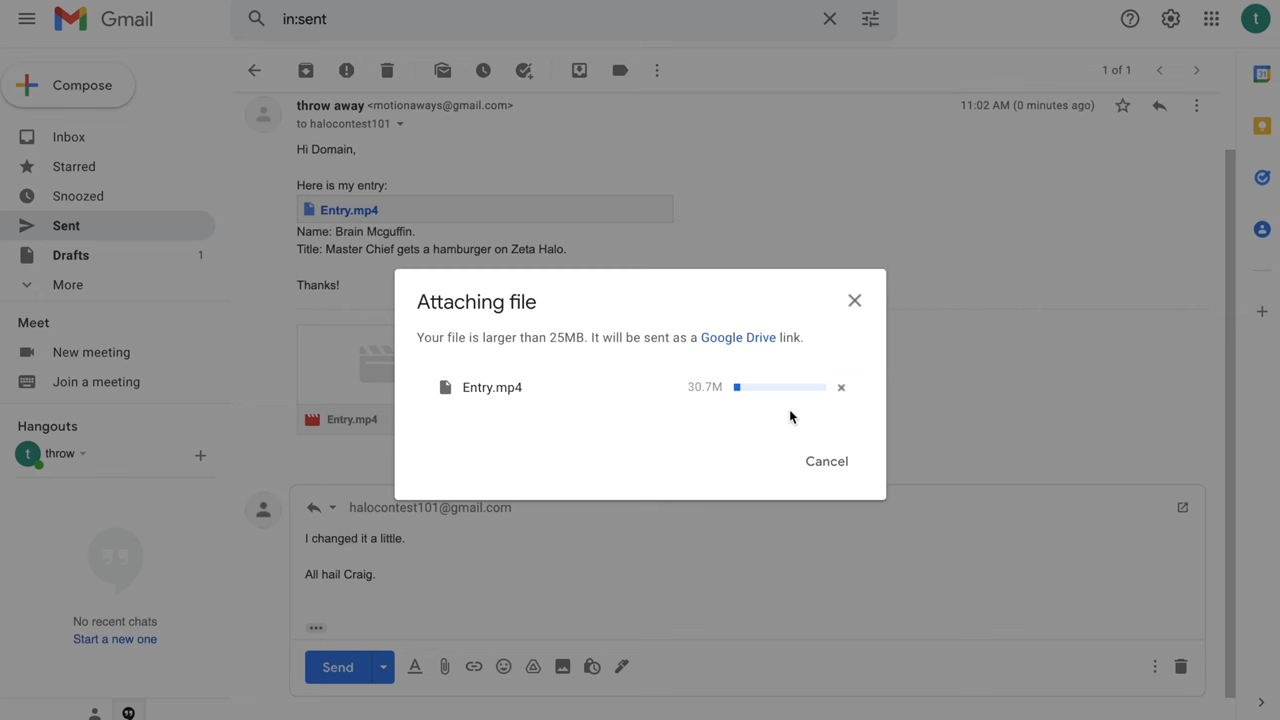 Gmail
in:sent
t
Compose
1 of 1
Inbox
Starred
Snoozed
Sent
Drafts 1
More
Meet
New meeting
Join a meeting
Hangouts
t throw
No recent chats
Start a new one
throw away <motionaways@gmail.com>
11:02 AM (0 minutes ago)
to halocontest101
Hi Domain,
Here is my entry:
Entry.mp4
Name: Brain Mcguffin.
Title: Master Chief gets a hamburger on Zeta Halo.
Thanks!
Entry.mp4
Attaching file
Your file is larger than 25MB. It will be sent as a Google Drive link.
Entry.mp4 30.7M
Cancel
halocontest101@gmail.com
I changed it a little.
All hail Craig.
Send
31